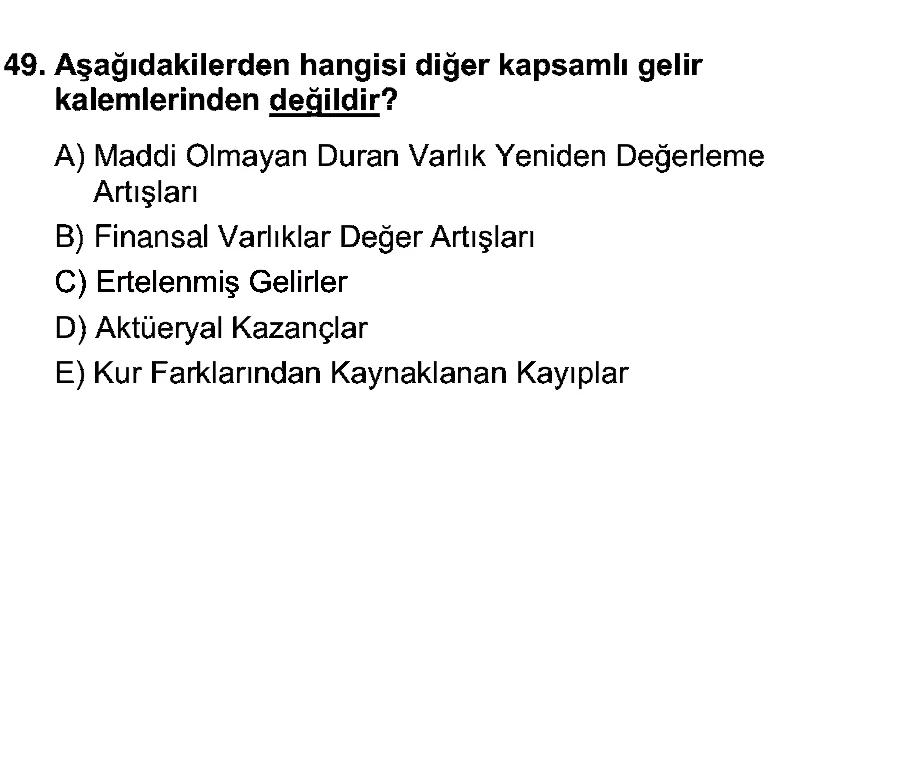 49. Aşağıdakilerden hangisi diğer kapsamlı gelir
kalemlerinden değildir?
A) Maddi Olmayan Duran Varlık Yeniden Değerleme
Artışları
B) Finansal Varlıklar Değer Artışları
C) Ertelenmiş Gelirler
D) Aktüeryal Kazançlar
E) Kur Farklarından Kaynaklanan Kayıplar